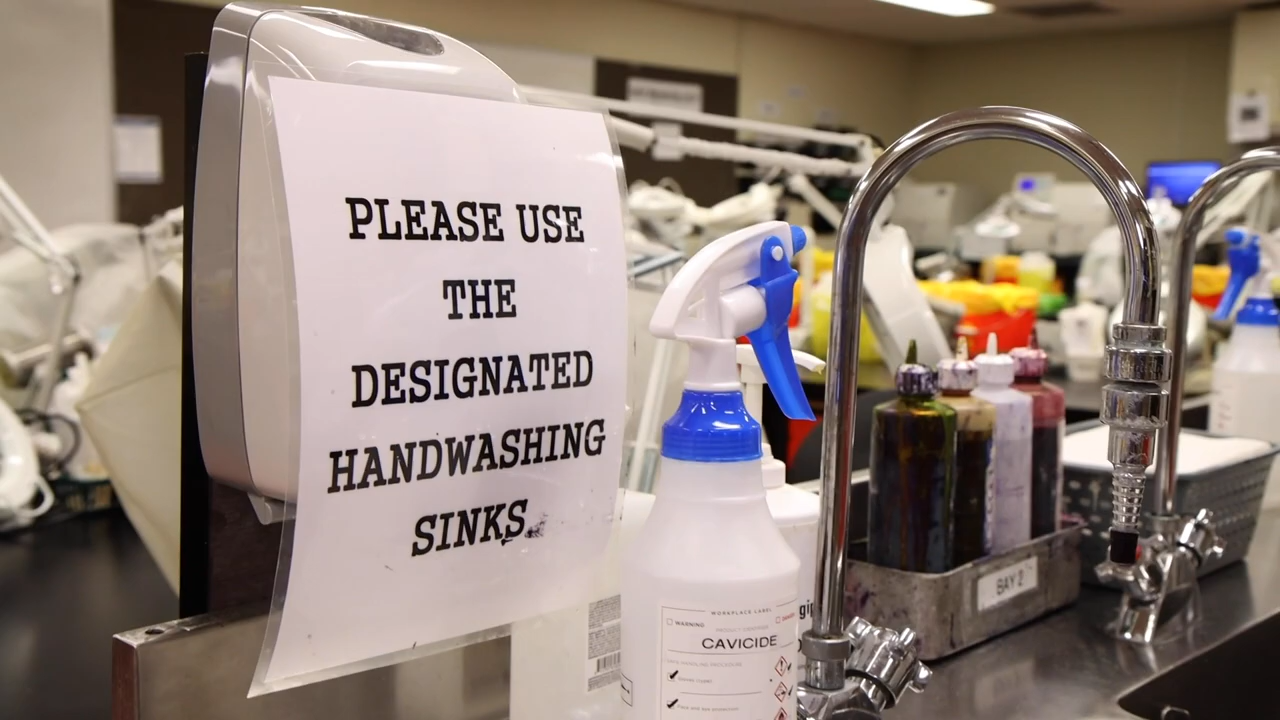 PLEASE USE
THE
DESIGNATED
HANDWASHING
SINKS
WORKPLACE LABEL
WARNING
CAVICIDE
BAY 2